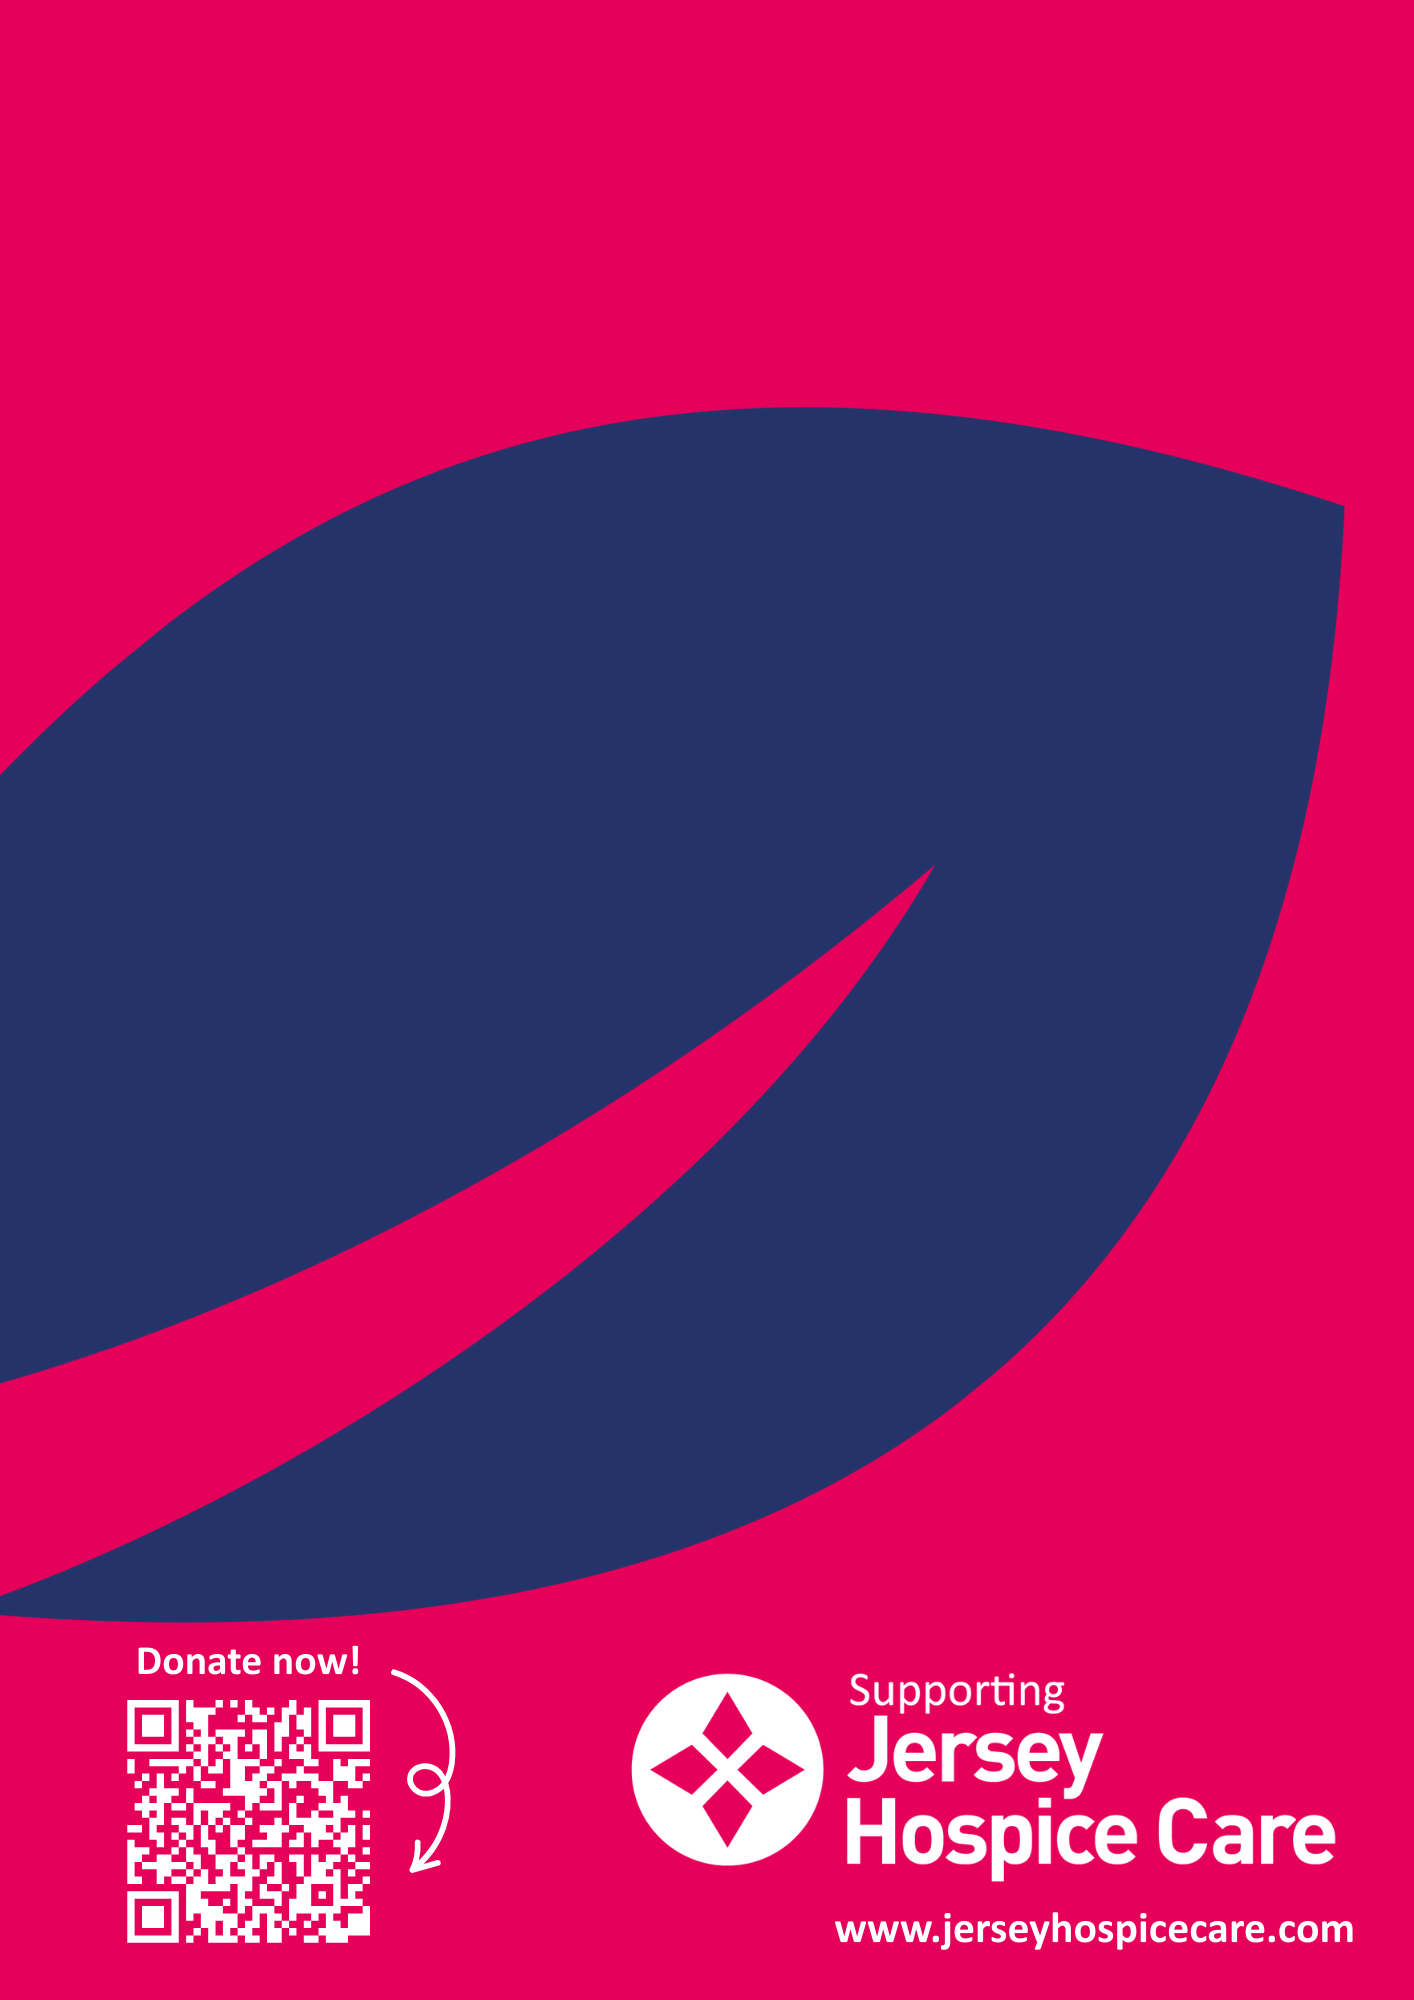 Donate now!
Supporting
Jersey
Hospice Care
www.jerseyhospicecare.com